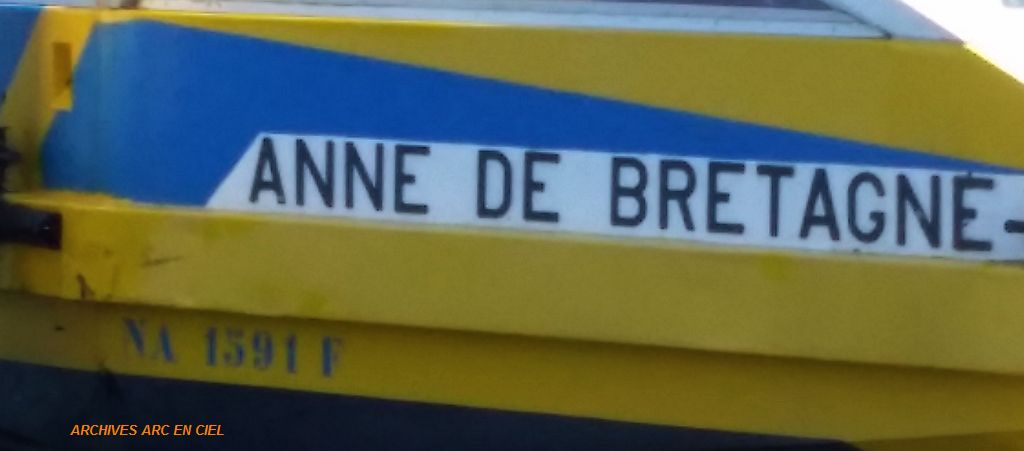 ANNE DE BRETAGNE-
NA 1591 F
ARCHIVES ARC EN CIEL